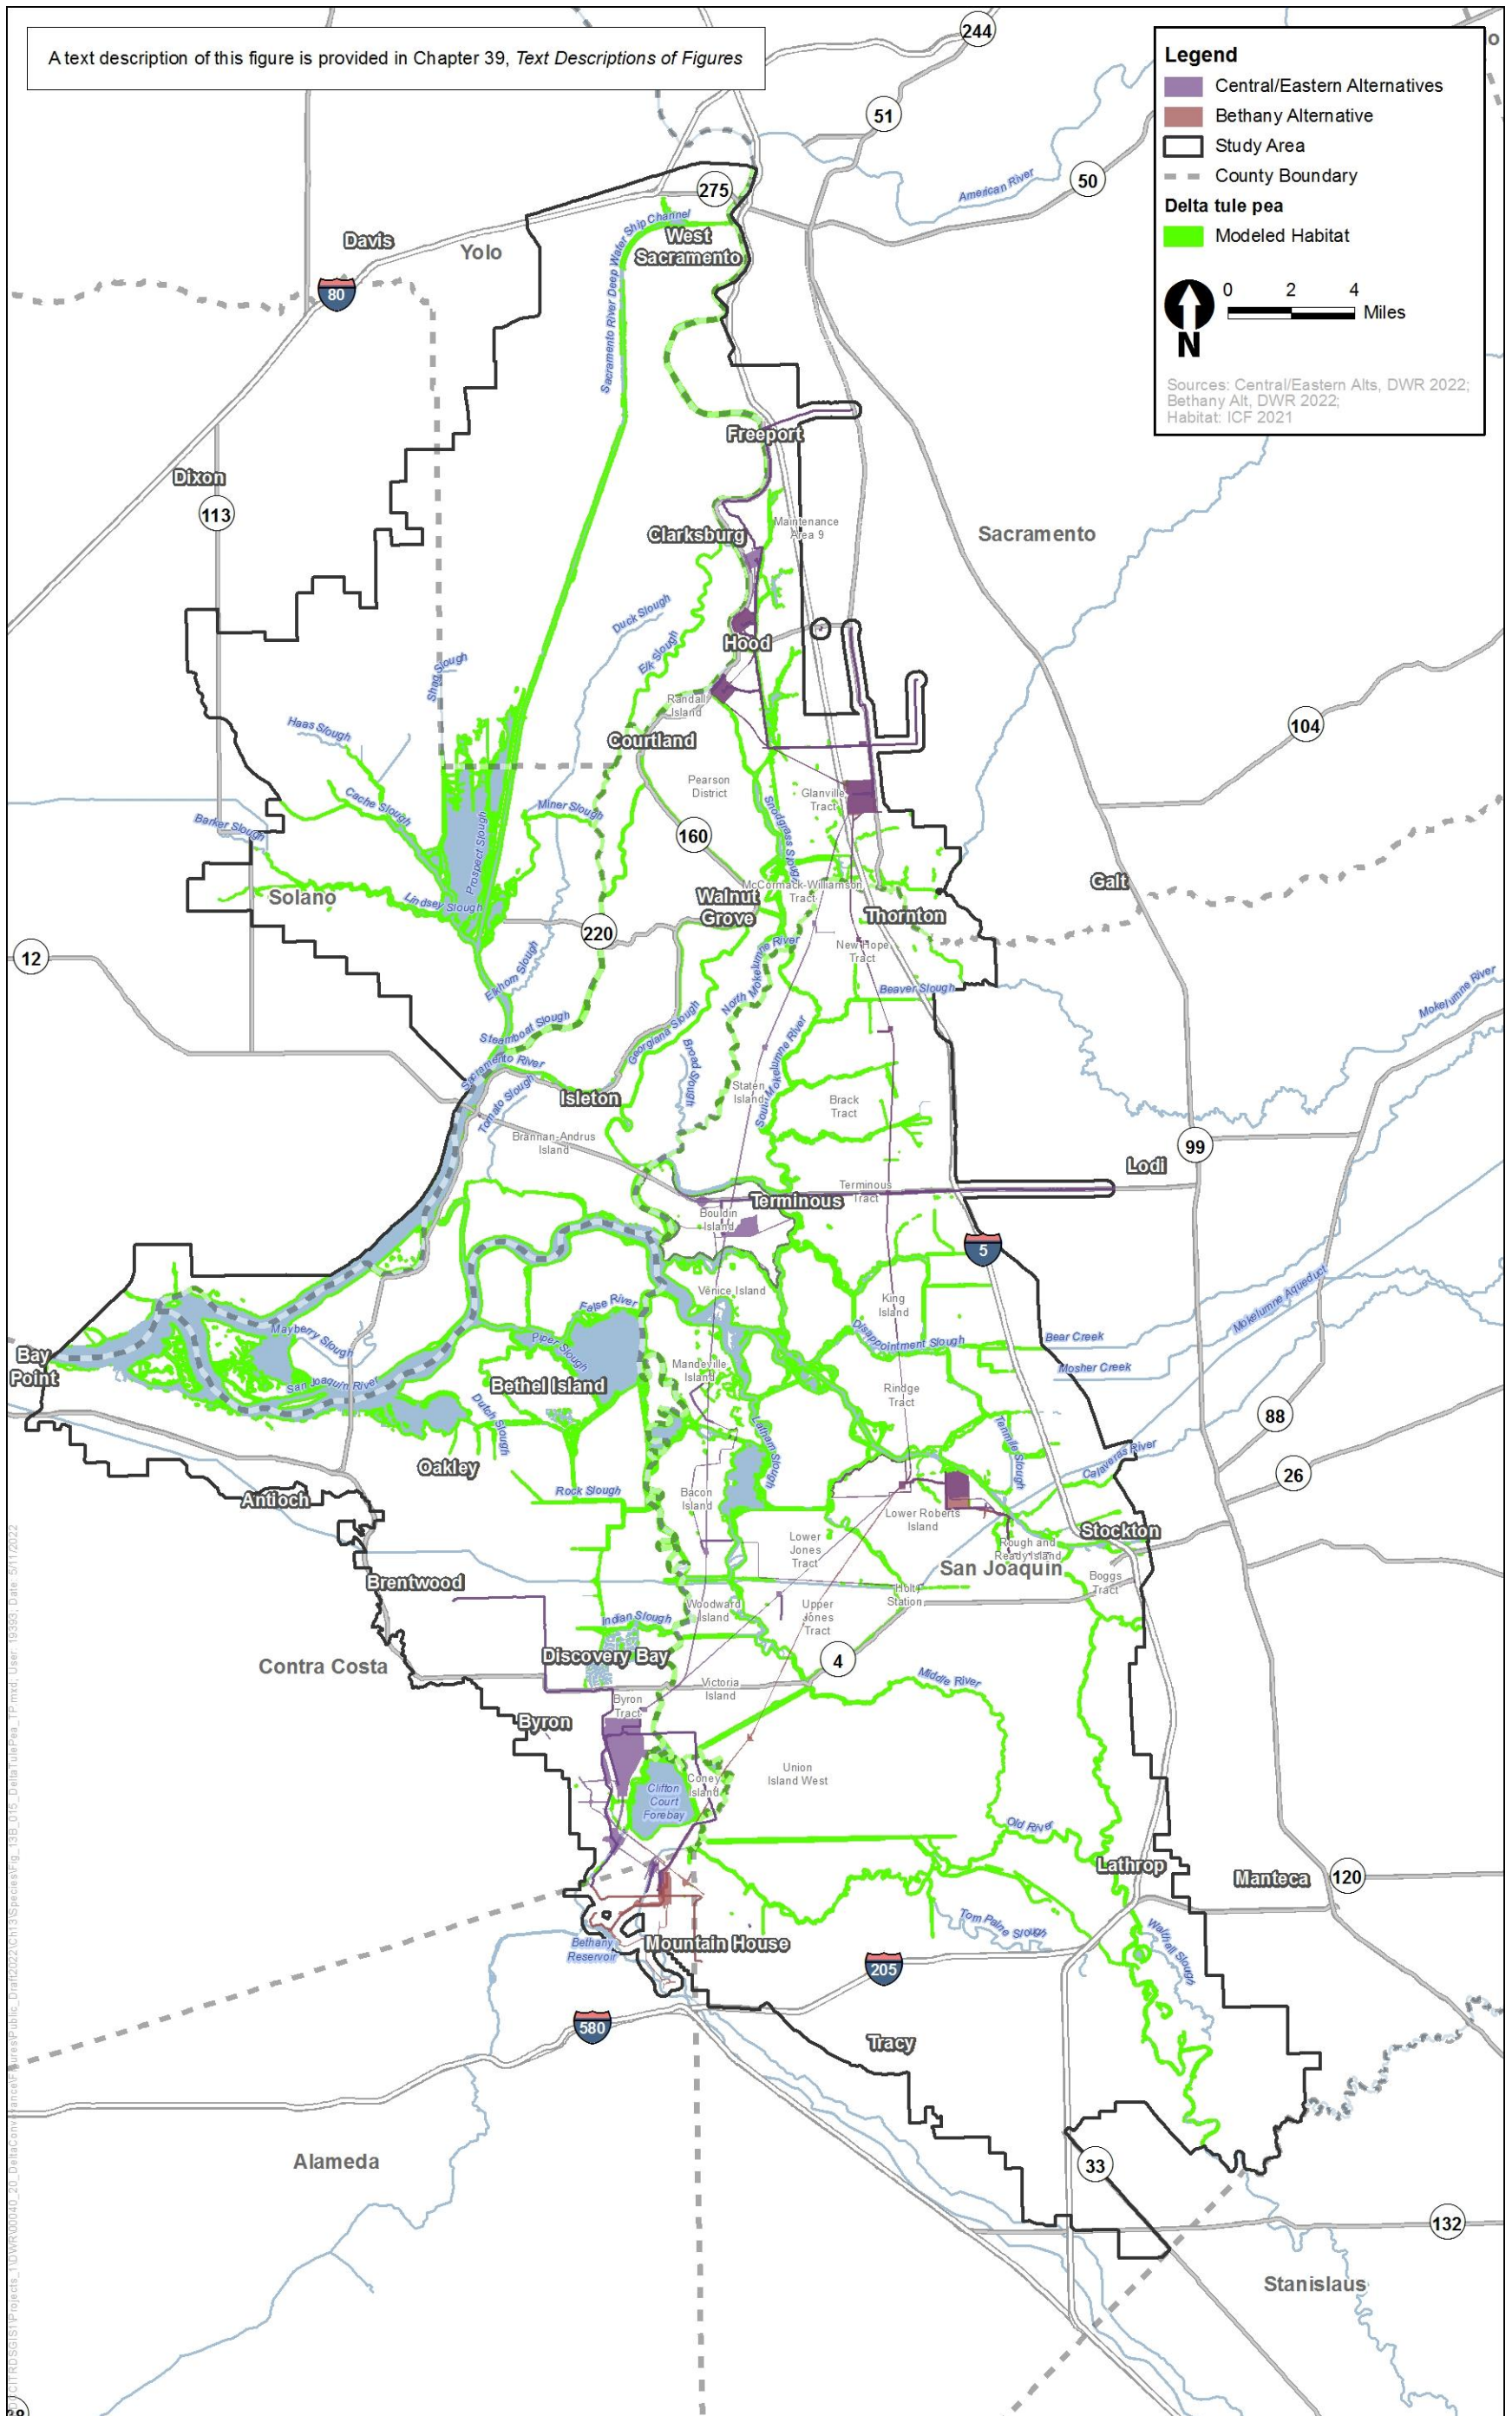 A text description of this figure is provided in Chapter 39, Text Descriptions of Figures
Legend
Central/Eastern Alternatives
Bethany Alternative
Study Area
County Boundary
Delta tule pea
Modeled Habitat
0 2 4
Miles
N
Sources: Central/Eastern Alts, DWR 2022;
Bethany Alt, DWR 2022;
Habitat: ICF 2021
244
51
50
American River
275
Sacramento River Deep Water Ship Channel
West
Sacramento
Davis
Yolo
80
Freeport
Dixon
113
Clarksburg
Maintenance
Area 9
Sacramento
Duck Slough
Elk Slough
Hood
Shag Slough
Randall
Island
Haas Slough
Courtland
104
Cache Slough
Pearson
District
Glanville
Tract
Miner Slough
Snodgrass Slough
Barker Slough
Prospect Slough
160
Solano
Lindsey Slough
McCormack-Williamson
Tract
Galt
Walnut
Grove
Thornton
220
12
New Hope
Tract
North Mokelumne River
Elkhorn Slough
Beaver Slough
Mokelumne River
Steamboat Slough
Georgiana Slough
Sacramento River
Broad Slough
South Mokelumne River
Tomato Slough
Isleton
Staten
Island
Brack
Tract
Brannan-Andrus
Island
99
Lodi
Terminous
Terminous
Tract
Bouldin
Island
5
Venice Island
King
Island
False River
Mokelumne Aqueduct
Mayberry Slough
Piper Slough
Disappointment Slough
Bear Creek
Bay
Point
Mosher Creek
San Joaquin River
Bethel Island
Mandeville
Island
Rindge
Tract
Dutch Slough
88
Latham Slough
Tenmile Slough
Calaveras River
Oakley
26
Rock Slough
Antioch
Bacon
Island
Lower Roberts
Island
Stockton
Lower
Jones
Tract
Rough and
Ready Island
San Joaquin
Boggs
Tract
Brentwood
Holt
Station
Woodward
Island
Upper
Jones
Tract
Indian Slough
Discovery Bay
4
Contra Costa
Victoria
Island
Middle River
Byron
Tract
Byron
Union
Island West
Coney
Island
Clifton
Court
Forebay
Old River
Lathrop
Manteca
120
Tom Paine Slough
Walthall Slough
Bethany
Reservoir
Mountain House
205
580
Tracy
Alameda
33
132
Stanislaus